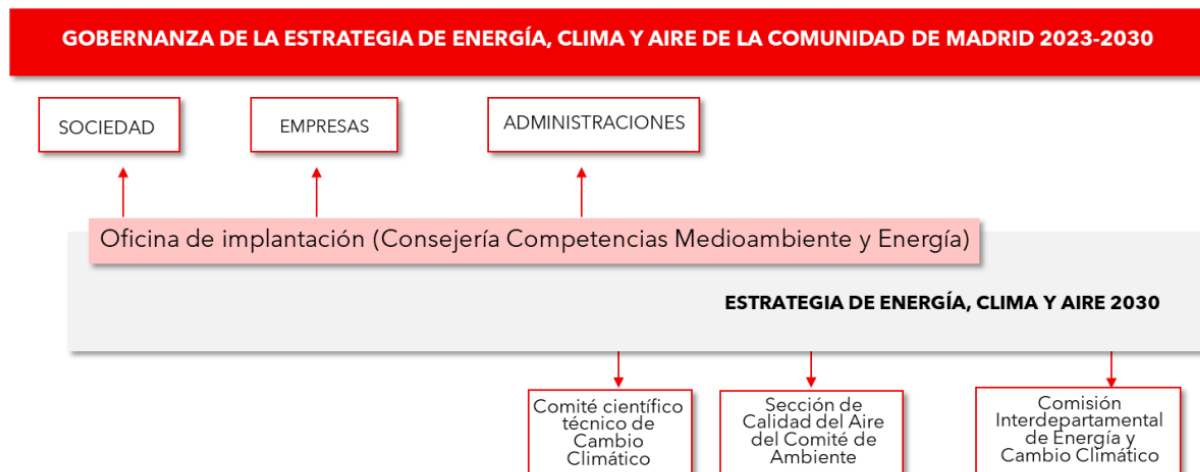 GOBERNANZA DE LA ESTRATEGIA DE ENERGÍA, CLIMA Y AIRE DE LA COMUNIDAD DE MADRID 2023-2030
SOCIEDAD
EMPRESAS
ADMINISTRACIONES
Oficina de implantación (Consejería Competencias Medioambiente y Energía)
ESTRATEGIA DE ENERGÍA, CLIMA Y AIRE 2030
Comité científico
técnico de
Cambio
Climático
Sección de
Calidad del Aire
del Comité de
Ambiente
Comisión
Interdepartamental
de Energía y
Cambio Climático